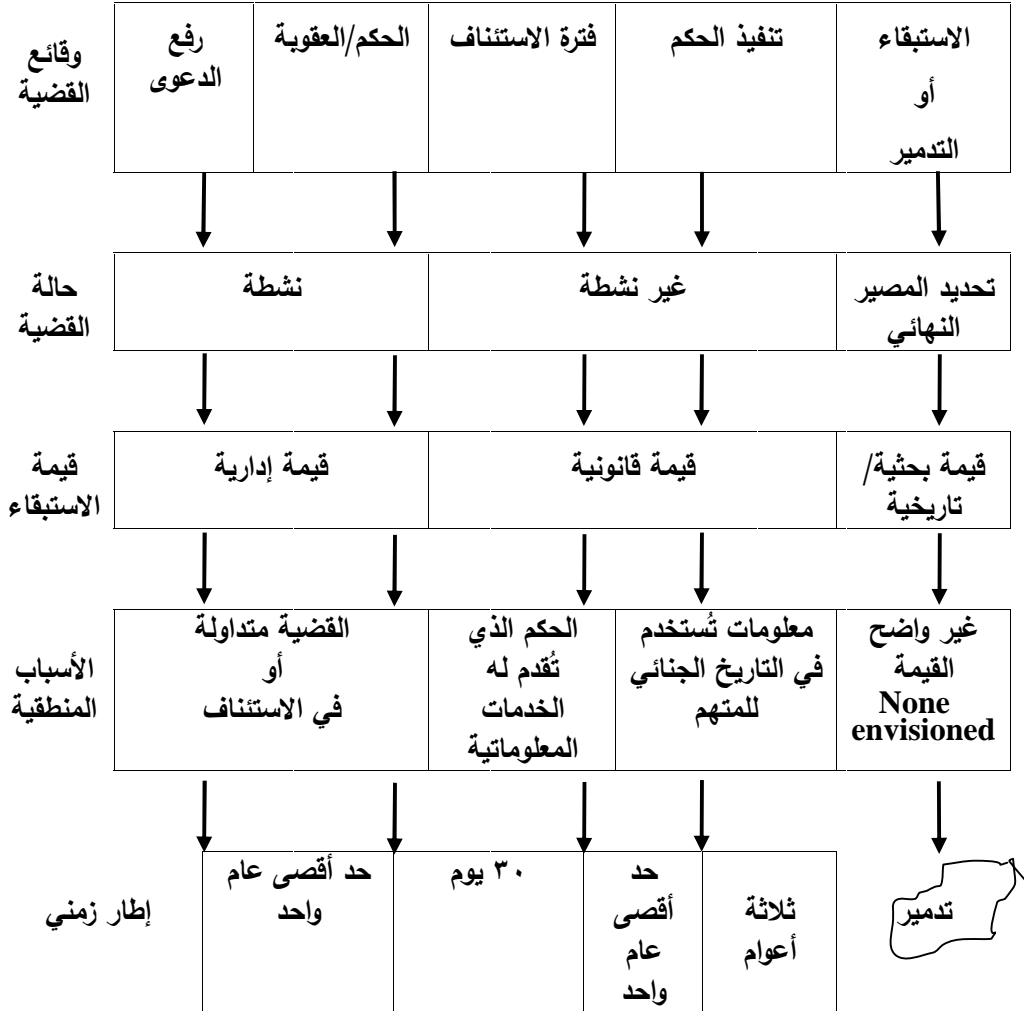 وقائع
القضية
رفع
الدعوى
الحكم/العقوبة
فترة الاستئناف
تنفيذ الحكم
الاستبقاء
أو
التدمير
حالة
القضية
نشطة
غير نشطة
تحديد المصير
النهائي
قيمة
الاستبقاء
قيمة إدارية
قيمة قانونية
قيمة بحثية/
تاريخية
الأسباب
المنطقية
القضية متداولة
أو
في الاستئناف
الحكم الذي
تُقدم له
الخدمات
المعلوماتية
معلومات تُستخدم
في التاريخ الجنائي
للمتهم
غير واضح
القيمة
None
envisioned
إطار زمني
حد أقصى عام
واحد
٣٠ يوم
حد
أقصى
عام
واحد
ثلاثة
أعوام
تدمير